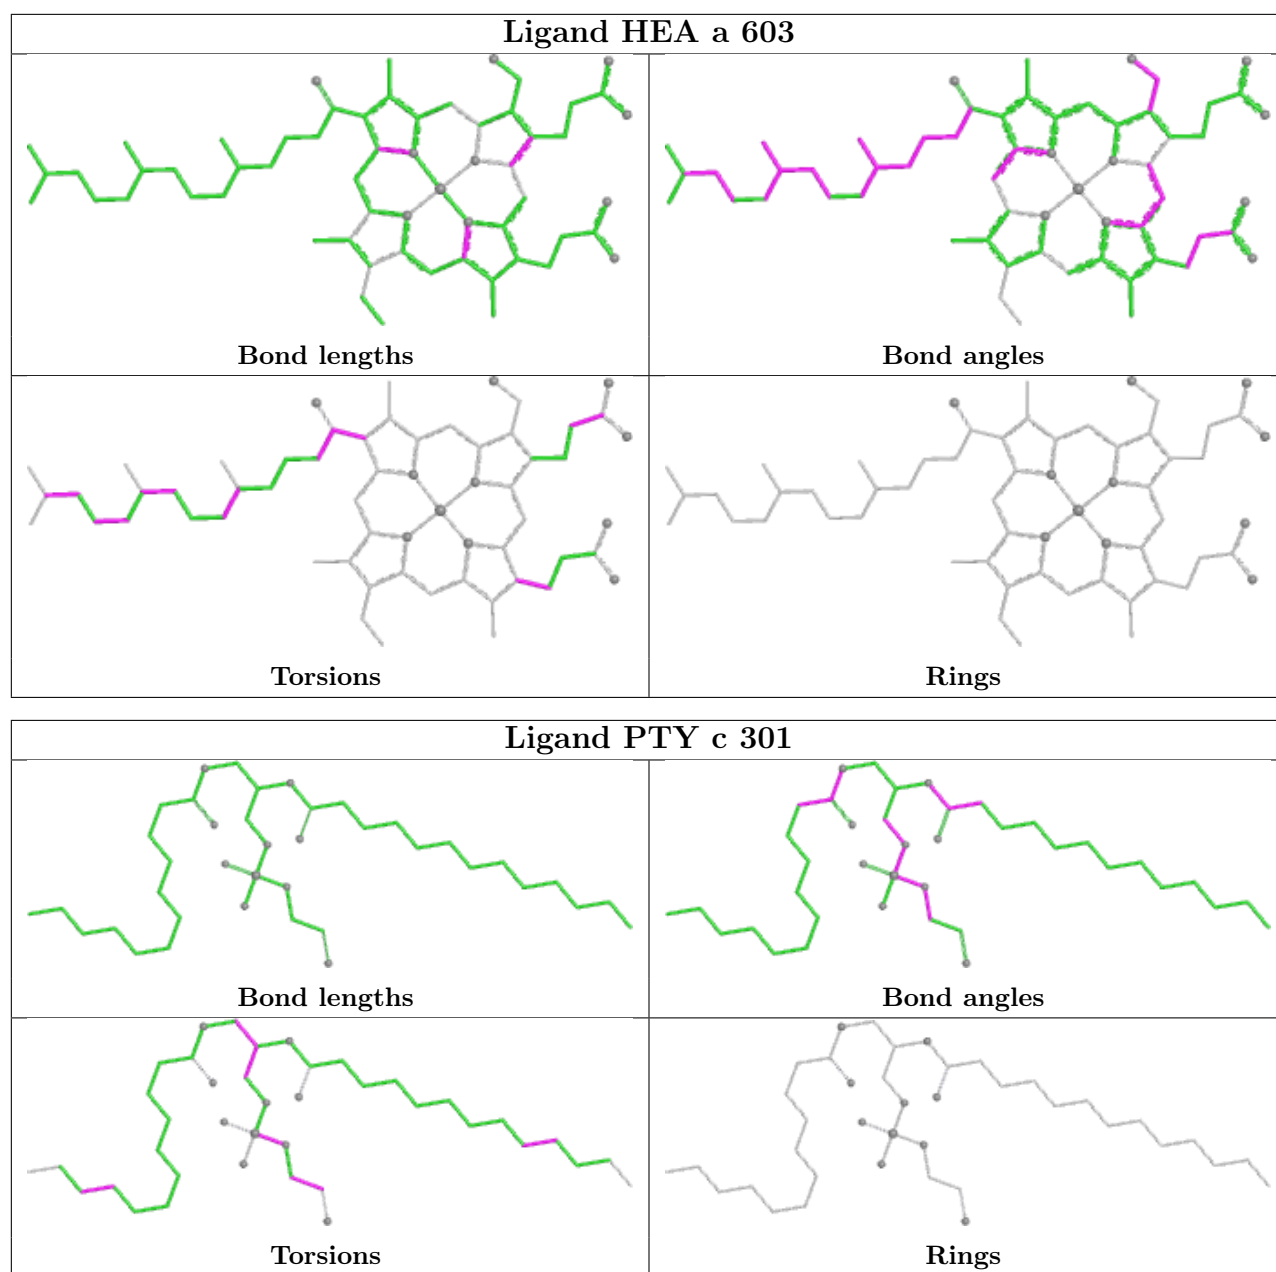 Ligand HEA a 603
Bond lengths
Bond angles
Torsions
Rings
Ligand PTY c 301
Bond lengths
Bond angles
Torsions
Rings